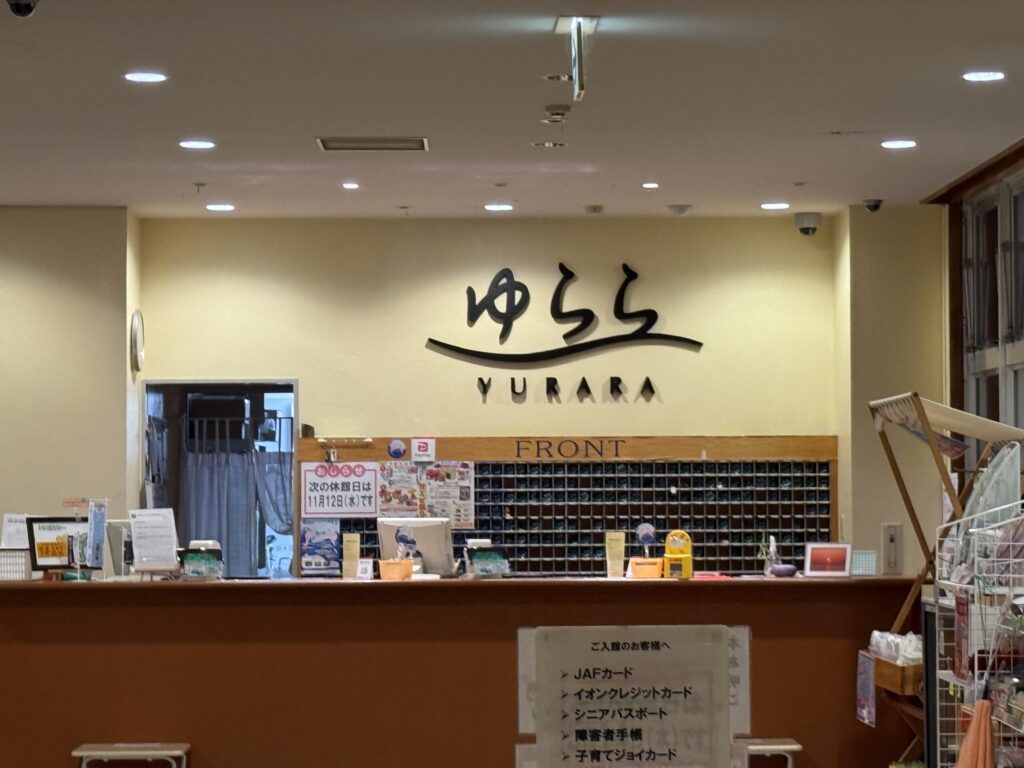 ゆらら
YURARA
FRONT
PayPay
おしらせ
次の休館日は
11月12日(水)です
ご入館のお客様へ
➢ JAFカード
➢ イオンクレジットカード
➢ シニアパスポート
➢ 障害者手帳
➢ 子育てジョイカード